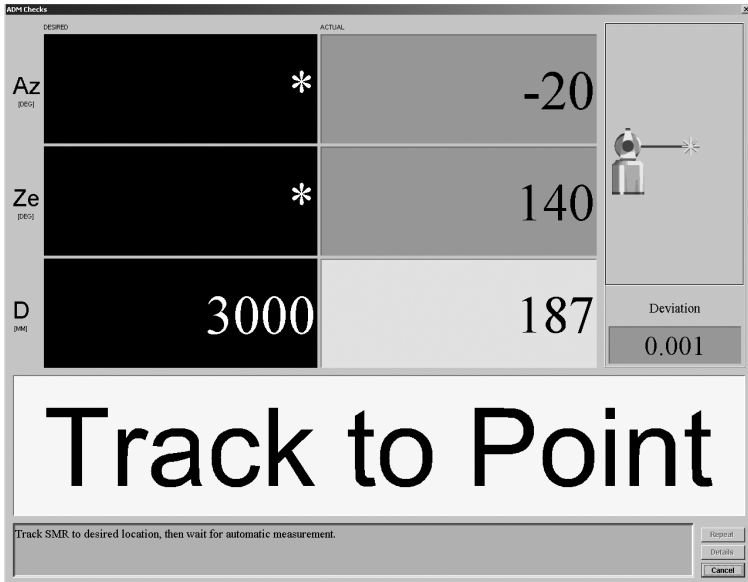 ADM Checks
DESIRED ACTUAL
Az * -20
[DEG]
Ze * 140
[DEG]
D 3000 187
[MM]
Deviation
0.001
Track to Point
Track SMR to desired location, then wait for automatic measurement.
Repeat
Details
Cancel